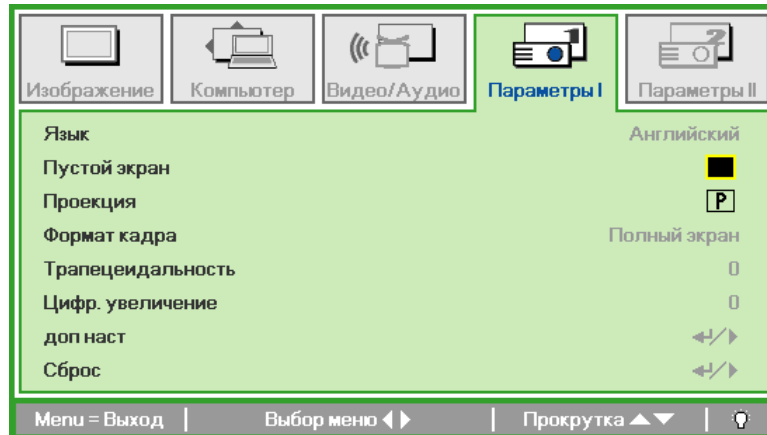 Изображение Компьютер Видео/Аудио Параметры I Параметры II
Язык Английский
Пустой экран
Проекция P
Формат кадра Полный экран
Трапецеидальность 0
Цифр. увеличение 0
доп наст
Сброс
Menu = Выход Выбор меню Прокрутка